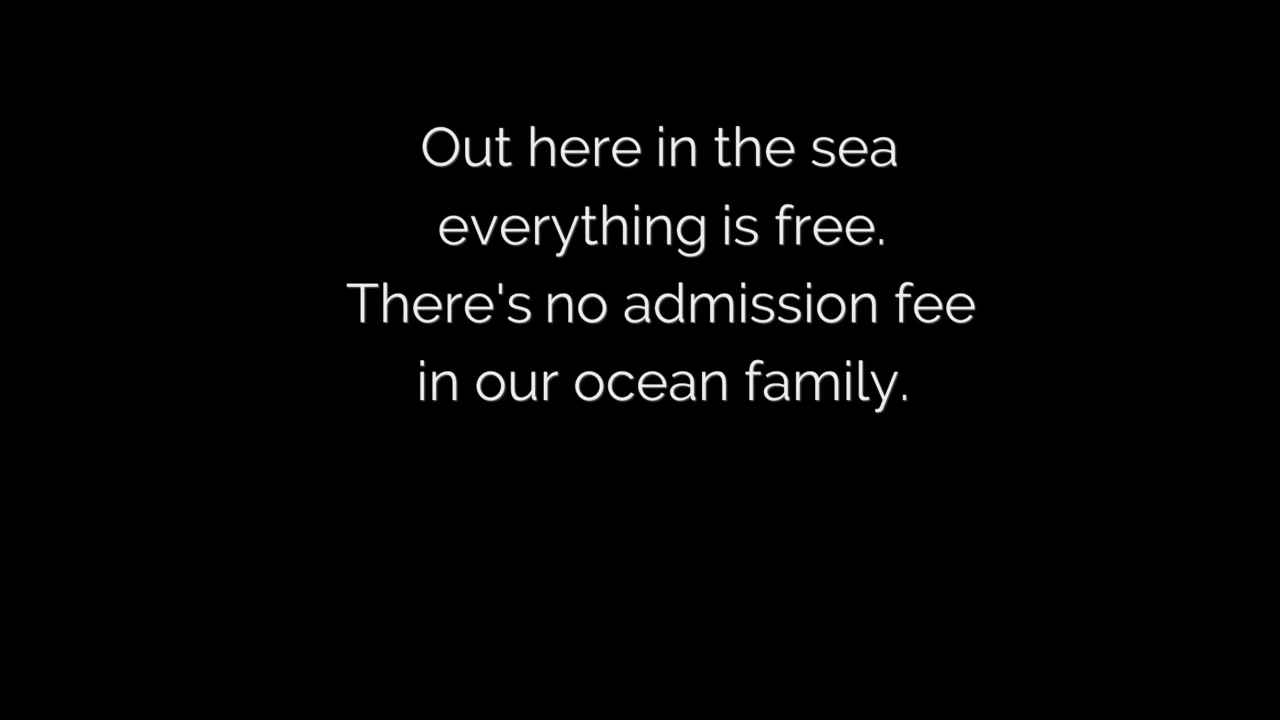 Out here in the sea
everything is free.
There's no admission fee
in our ocean family.